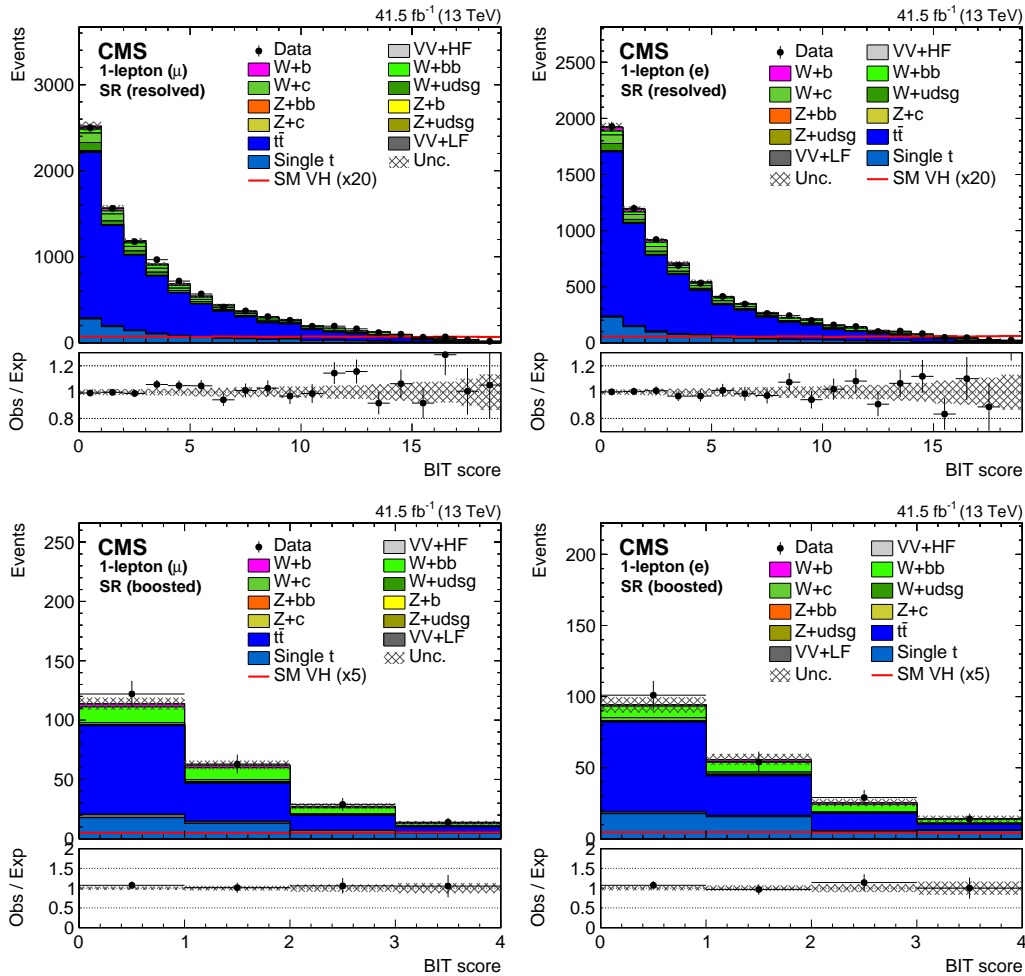 41.5 fb-1 (13 TeV)
Events
CMS
1-lepton (μ)
SR (resolved)
Data
VV+HF
W+b
W+bb
W+c
W+udsg
Z+bb
Z+b
Z+c
Z+udsg
tt̄
VV+LF
Single t
Unc.
SM VH (x20)
3000
2000
1000
0
Obs / Exp
1.2
1
0.8
0 5 10 15
BIT score
41.5 fb-1 (13 TeV)
Events
CMS
1-lepton (e)
SR (resolved)
Data
VV+HF
W+b
W+bb
W+c
W+udsg
Z+bb
Z+c
Z+udsg
tt̄
VV+LF
Single t
Unc.
SM VH (x20)
2500
2000
1500
1000
500
0
Obs / Exp
1.2
1
0.8
0 5 10 15
BIT score
41.5 fb-1 (13 TeV)
Events
CMS
1-lepton (μ)
SR (boosted)
Data
VV+HF
W+b
W+bb
W+c
W+udsg
Z+bb
Z+b
Z+c
Z+udsg
tt̄
VV+LF
Single t
Unc.
SM VH (x5)
250
200
150
100
50
0
Obs / Exp
2
1.5
1
0.5
0
0 1 2 3 4
BIT score
41.5 fb-1 (13 TeV)
Events
CMS
1-lepton (e)
SR (boosted)
Data
VV+HF
W+b
W+bb
W+c
W+udsg
Z+bb
Z+c
Z+udsg
tt̄
VV+LF
Single t
Unc.
SM VH (x5)
200
150
100
50
0
Obs / Exp
2
1.5
1
0.5
0
0 1 2 3 4
BIT score